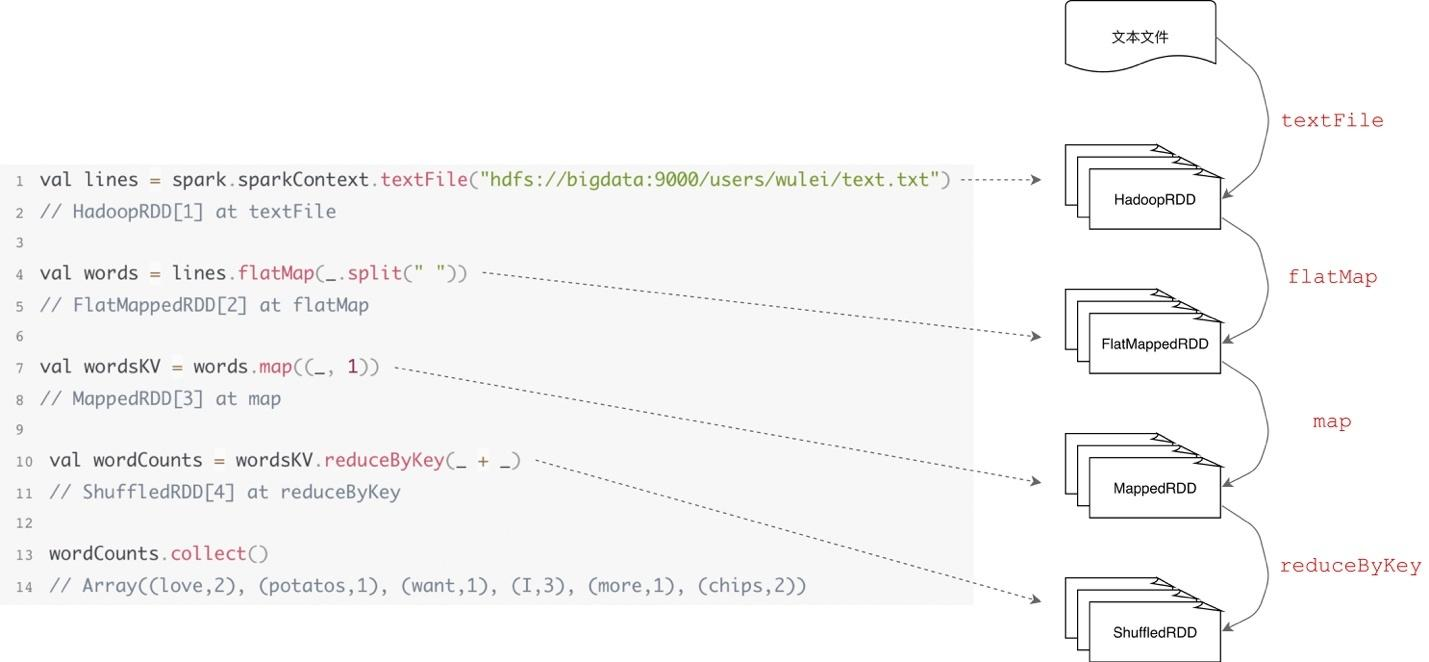 文本文件
textFile
1 val lines = spark.sparkContext.textFile("hdfs://bigdata:9000/users/wulei/text.txt")
2 // HadoopRDD[1] at textFile
3
4 val words = lines.flatMap(_.split(" "))
5 // FlatMappedRDD[2] at flatMap
6
7 val wordsKV = words.map((_, 1))
8 // MappedRDD[3] at map
9
10 val wordCounts = wordsKV.reduceByKey(_ + _)
11 // ShuffledRDD[4] at reduceByKey
12
13 wordCounts.collect()
14 // Array((love,2), (potatos,1), (want,1), (I,3), (more,1), (chips,2))
HadoopRDD
flatMap
FlatMappedRDD
map
MappedRDD
reduceByKey
ShuffledRDD